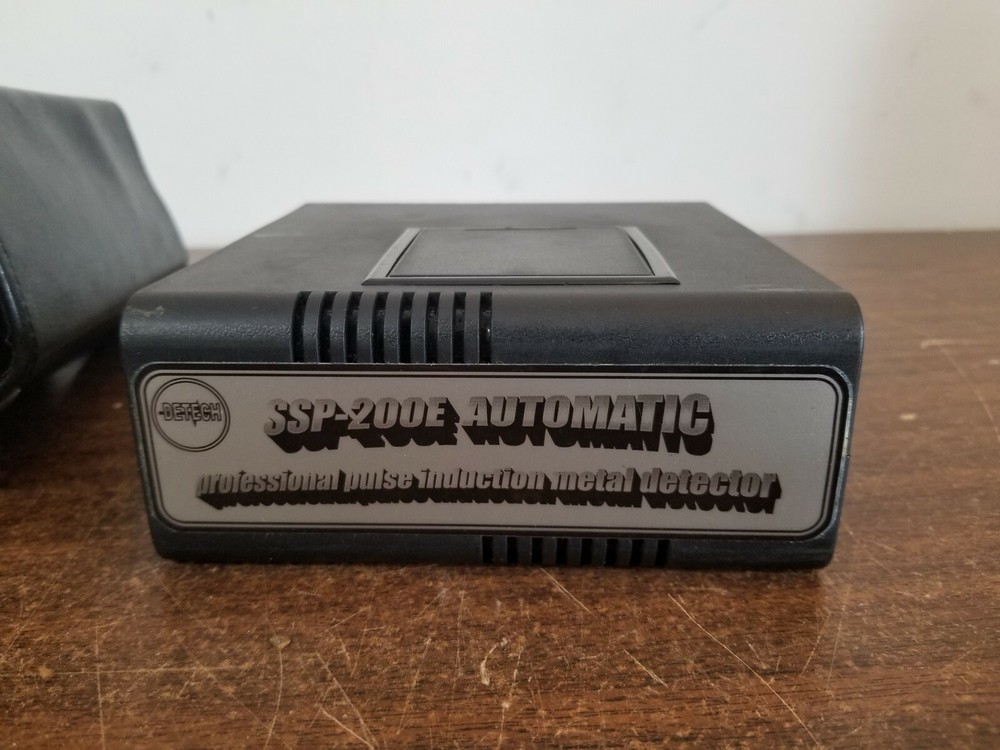 DETECH
SSP-200E AUTOMATIC
professional pulse induction metal detector